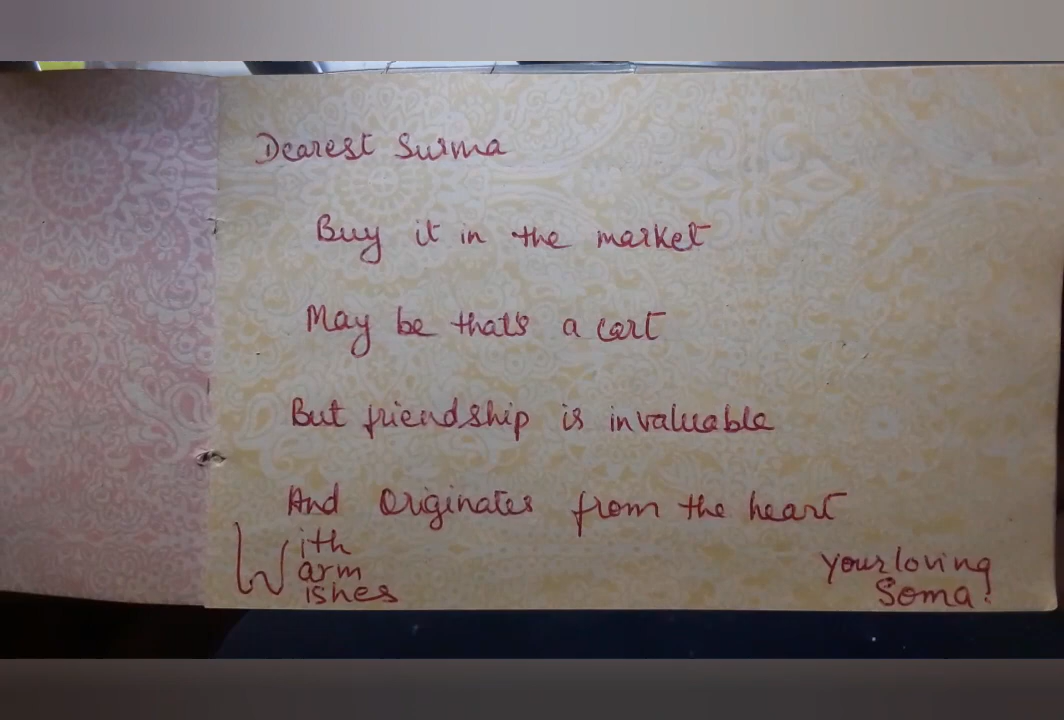 Dearest Surma
Buy it in the market
May be that's a cart
But friendship is invaluable
And Originates from the heart
With
Warm
Wishes
your loving
Soma.